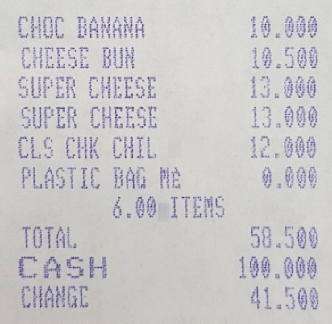 CHOC BANANA 10.000
CHEESE BUN 10.500
SUPER CHEESE 13.000
SUPER CHEESE 13.000
CLS CHK CHIL 12.000
PLASTIC BAG ME 0.000
6.00 ITEMS
TOTAL 58.500
CASH 100.000
CHANGE 41.500